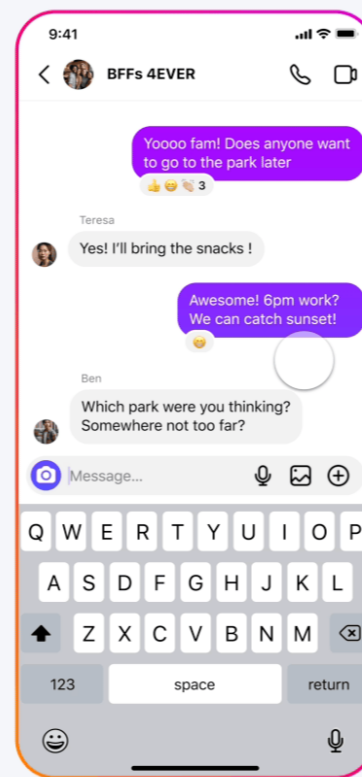 9:41
BFFs 4EVER
Yoooo fam! Does anyone want
to go to the park later
👍😁👏🏻 3
Teresa
Yes! I'll bring the snacks !
Awesome! 6pm work?
We can catch sunset!
😁
Ben
Which park were you thinking?
Somewhere not too far?
Message...
Q W E R T Y U I O P
A S D F G H J K L
Z X C V B N M
123 space return